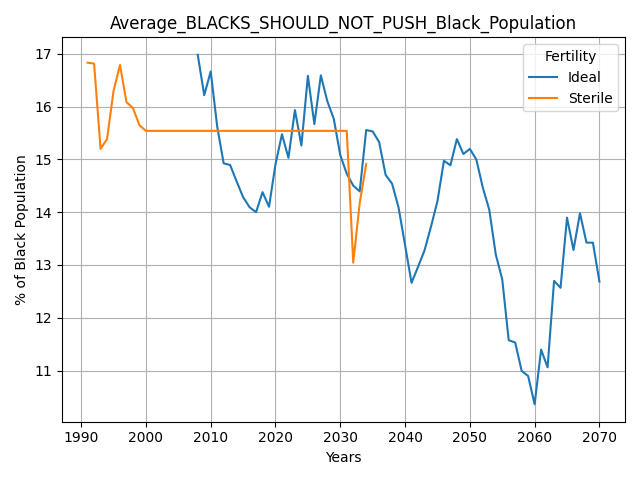 Average_BLACKS_SHOULD_NOT_PUSH_Black_Population
Fertility
Ideal
Sterile
% of Black Population
17
16
15
14
13
12
11
1990 2000 2010 2020 2030 2040 2050 2060 2070
Years